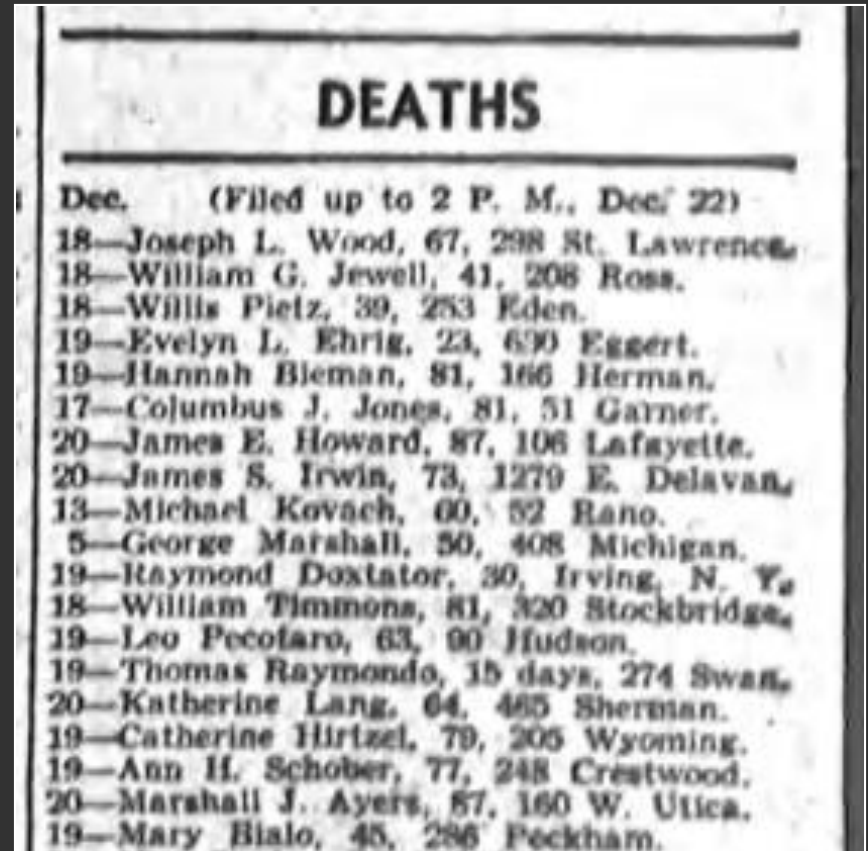 DEATHS
Dec. (Filed up to 2 P. M., Dec. 22)
18—Joseph L. Wood, 67, 298 St. Lawrence.
18—William G. Jewell, 41, 208 Ross.
18—Willis Pietz, 39, 253 Eden.
19—Evelyn L. Ehrig, 23, 690 Eggert.
19—Hannah Bieman, 81, 166 Herman.
17—Columbus J. Jones, 81, 51 Garner.
20—James E. Howard, 87, 106 Lafayette.
20—James S. Irwin, 73, 1279 E. Delavan.
13—Michael Kovach, 60, 52 Rano.
5—George Marshall, 50, 408 Michigan.
19—Raymond Doxtator, 30, Irving, N. Y.
18—William Timmons, 81, 320 Stockbridge.
19—Leo Pecoraro, 63, 90 Hudson.
19—Thomas Raymondo, 15 days, 274 Swan.
20—Katherine Lang, 64, 465 Sherman.
19—Catherine Hirtzel, 79, 205 Wyoming.
19—Ann H. Schober, 77, 248 Crestwood.
20—Marshall J. Ayers, 87, 160 W. Utica.
19—Mary Bialo, 45, 286 Peckham.